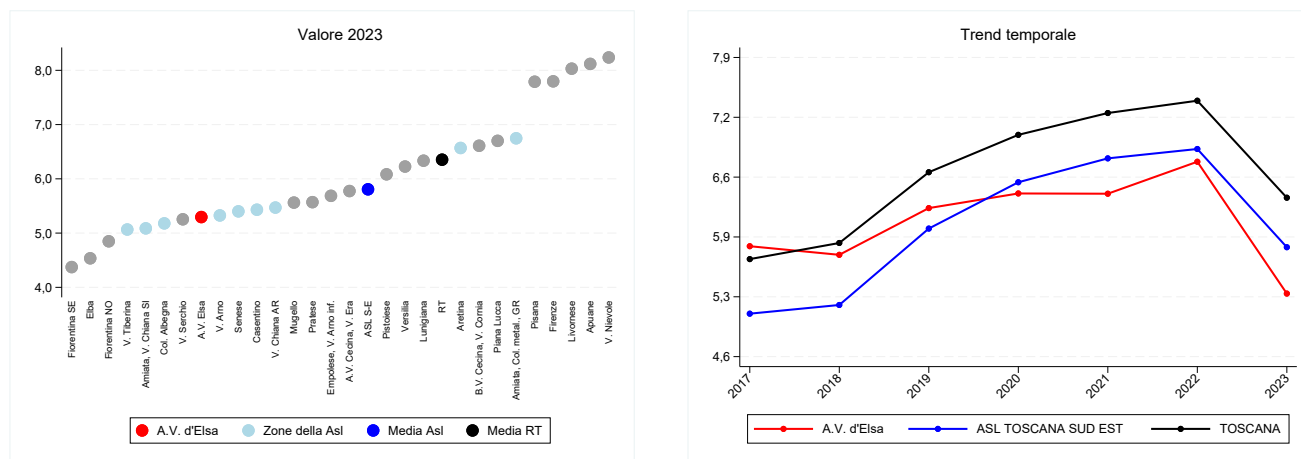 Valore 2023
8,0
7,0
6,0
5,0
4,0
Fiorentina SE
Elba
Fiorentina NO
V. Tiberina
Amiata, V. Chiana SI
Col. Albegna
V. Serchio
A.V. Elsa
V. Arno
Senese
Casentino
V. Chiana AR
Mugello
Pratese
Empolese, V. Arno inf.
A.V. Cecina, V. Era
ASL S-E
Pistoiese
Versilia
Lunigiana
RT
Aretina
B.V. Cecina, V. Cornia
Piana Lucca
Amiata, Col. metal., GR
Pisana
Firenze
Livornese
Apuane
V. Nievole
A.V. d'Elsa
Zone della Asl
Media Asl
Media RT
Trend temporale
7,9
7,2
6,6
5,9
5,3
4,6
2017
2018
2019
2020
2021
2022
2023
A.V. d'Elsa
ASL TOSCANA SUD EST
TOSCANA